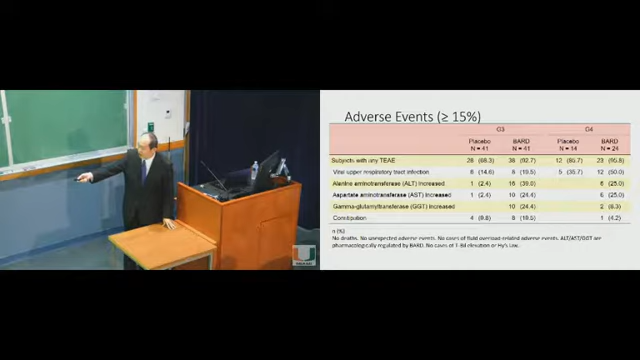 Adverse Events (≥ 15%)
G3 G4
Placebo BARD Placebo BARD
N = 41 N = 41 N = 14 N = 24
Subjects with any TEAE 28 (68.3) 38 (92.7) 12 (85.7) 23 (95.8)
Viral upper respiratory tract infection 6 (14.6) 8 (19.5) 5 (35.7) 12 (50.0)
Alanine aminotransferase (ALT) increased 1 (2.4) 16 (39.0) 6 (25.0)
Aspartate aminotransferase (AST) increased 1 (2.4) 10 (24.4) 6 (25.0)
Gamma-glutamyltransferase (GGT) increased 10 (24.4) 2 (8.3)
Constipation 4 (9.8) 8 (19.5) 1 (4.2)
n (%)
No deaths. No unexpected adverse events. No cases of fluid overload-related adverse events. ALT/AST/GGT are
pharmacologically regulated by BARD. No cases of T-Bil elevation or Hy's Law.
U